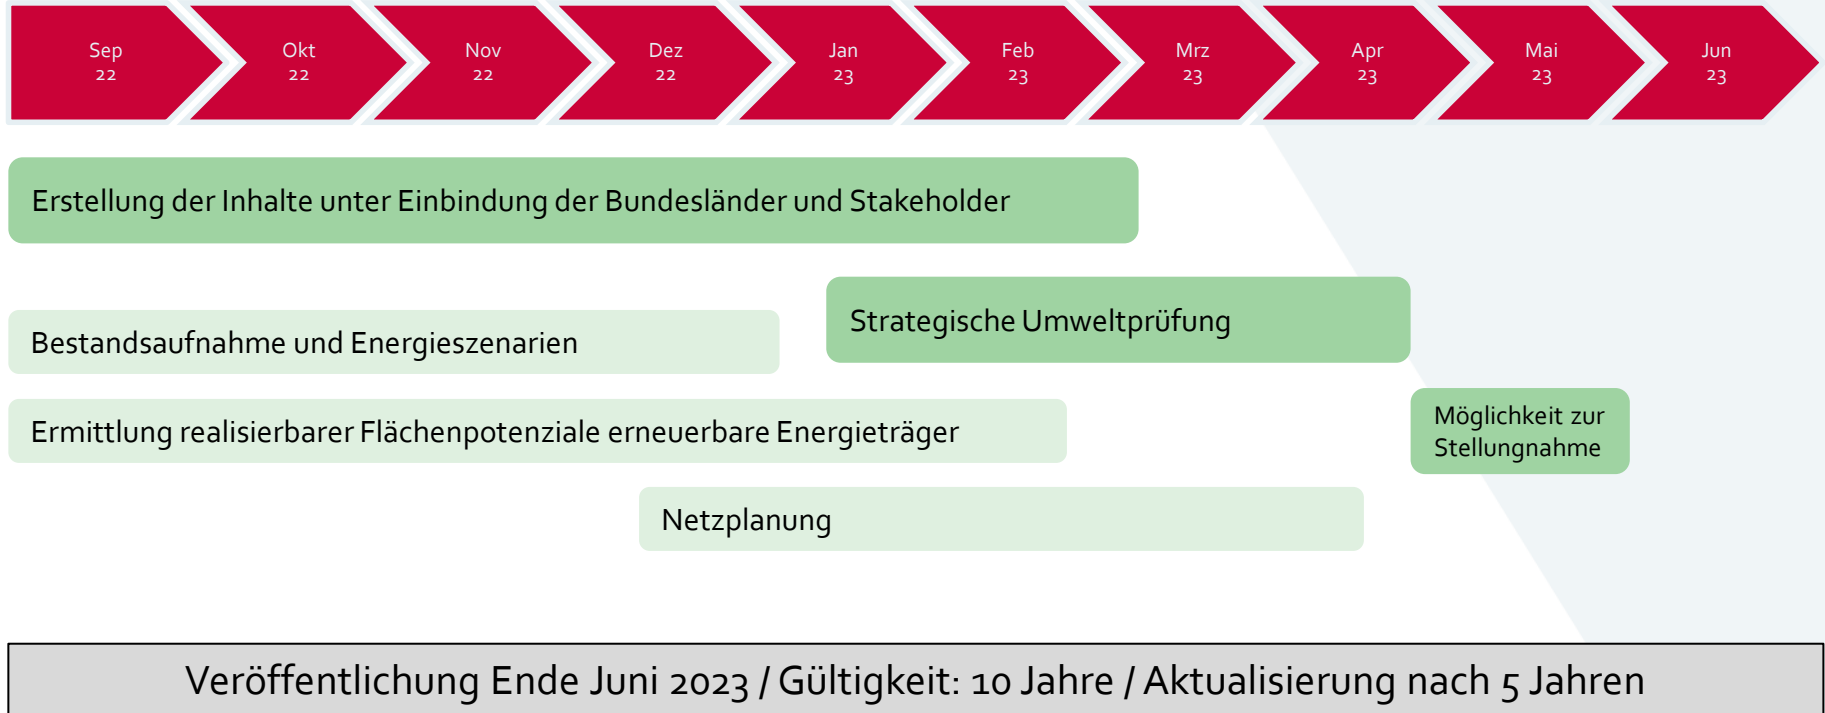 Sep
22
Okt
22
Nov
22
Dez
22
Jan
23
Feb
23
Mrz
23
Apr
23
Mai
23
Jun
23
Erstellung der Inhalte unter Einbindung der Bundesländer und Stakeholder
Strategische Umweltprüfung
Bestandsaufnahme und Energieszenarien
Ermittlung realisierbarer Flächenpotenziale erneuerbare Energieträger
Möglichkeit zur
Stellungnahme
Netzplanung
Veröffentlichung Ende Juni 2023 / Gültigkeit: 10 Jahre / Aktualisierung nach 5 Jahren